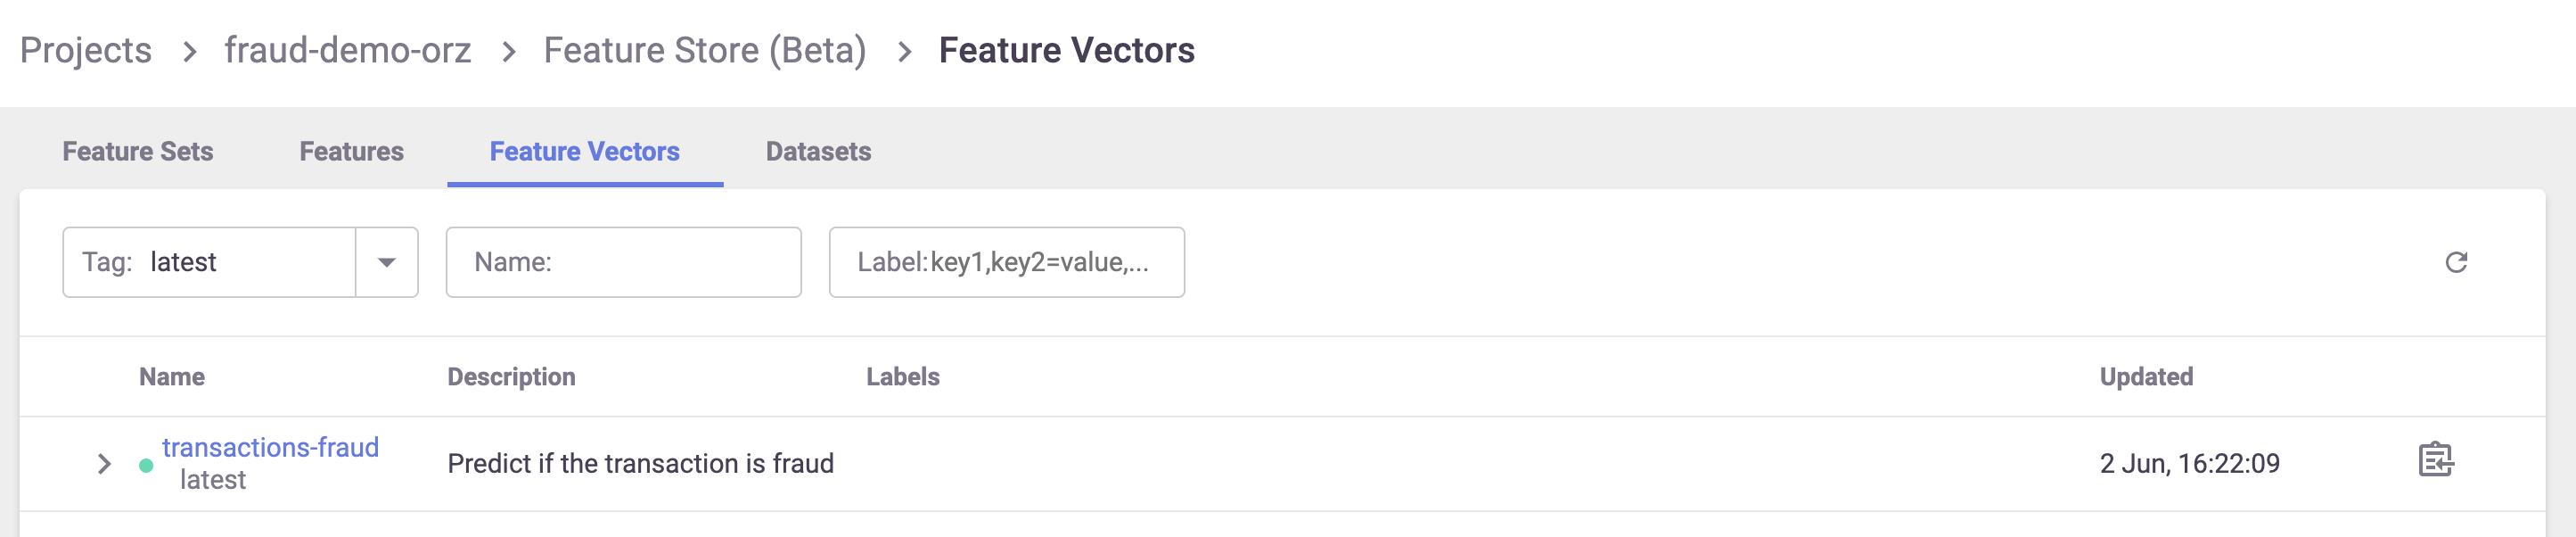 Projects > fraud-demo-orz > Feature Store (Beta) > Feature Vectors
Feature Sets Features Feature Vectors Datasets
Tag: latest Name: Label:key1,key2=value,...
Name Description Labels Updated
transactions-fraud
latest
Predict if the transaction is fraud 2 Jun, 16:22:09